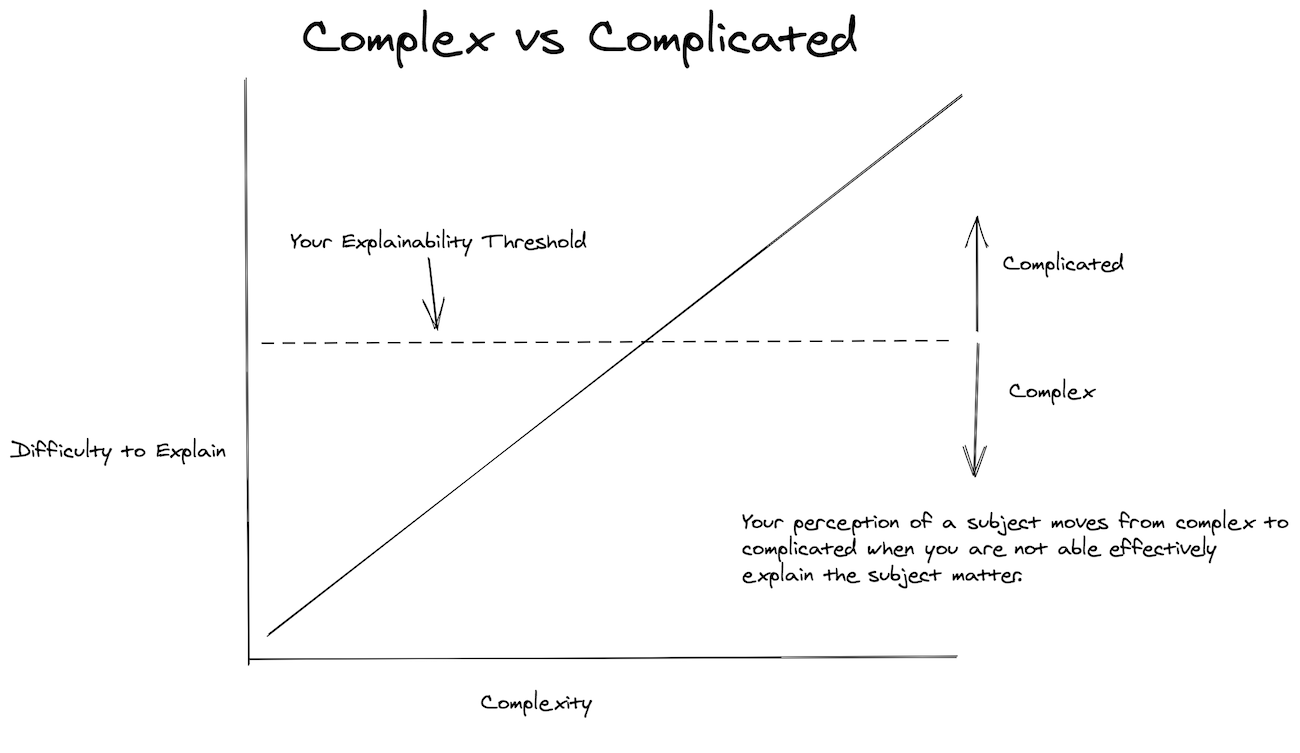 Complex vs Complicated
Your Explainability Threshold
Complicated
Complex
Difficulty to Explain
Your perception of a subject moves from complex to
complicated when you are not able effectively
explain the subject matter.
Complexity